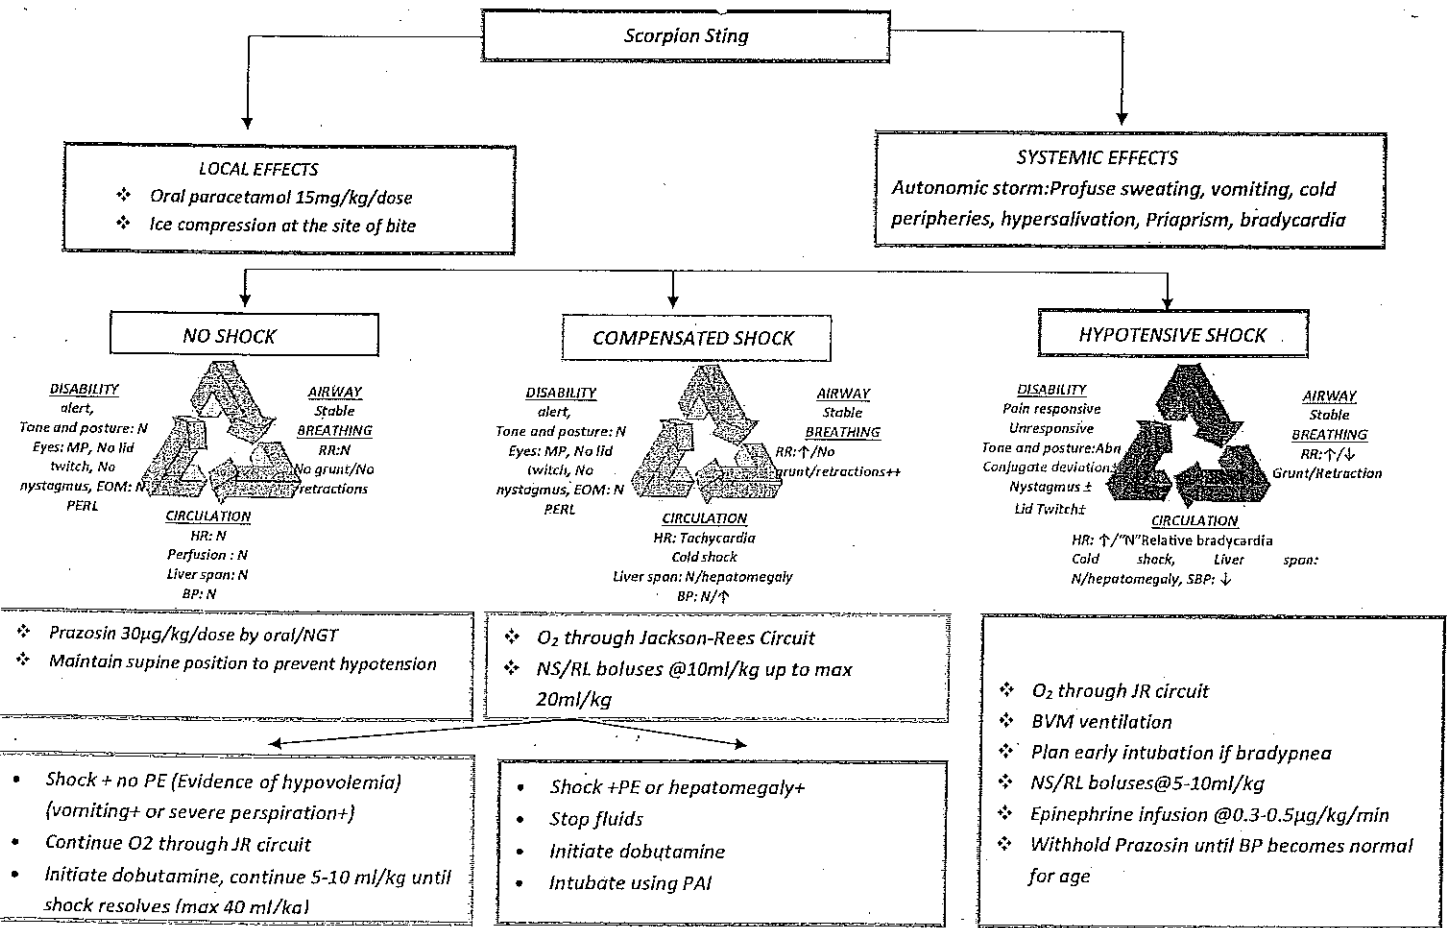 Scorpion Sting
LOCAL EFFECTS
❖ Oral paracetamol 15mg/kg/dose
❖ Ice compression at the site of bite
SYSTEMIC EFFECTS
Autonomic storm:Profuse sweating, vomiting, cold
peripheries, hypersalivation, Priaprism, bradycardia
NO SHOCK
DISABILITY
alert,
Tone and posture: N
Eyes: MP, No lid
twitch, No
nystagmus, EOM: N
PERL
AIRWAY
Stable
BREATHING
RR:N
No grunt/No
retractions
CIRCULATION
HR: N
Perfusion : N
Liver span: N
BP: N
❖ Prazosin 30µg/kg/dose by oral/NGT
❖ Maintain supine position to prevent hypotension
COMPENSATED SHOCK
DISABILITY
alert,
Tone and posture: N
Eyes: MP, No lid
twitch, No
nystagmus, EOM: N
PERL
AIRWAY
Stable
BREATHING
RR:↑/No
grunt/retractions++
CIRCULATION
HR: Tachycardia
Cold shock
Liver span: N/hepatomegaly
BP: N/↑
❖ O₂ through Jackson-Rees Circuit
❖ NS/RL boluses @10ml/kg up to max
20ml/kg
• Shock + no PE (Evidence of hypovolemia)
(vomiting+ or severe perspiration+)
• Continue O2 through JR circuit
• Initiate dobutamine, continue 5-10 ml/kg until
shock resolves (max 40 ml/kg)
• Shock +PE or hepatomegaly+
• Stop fluids
• Initiate dobutamine
• Intubate using PAI
HYPOTENSIVE SHOCK
DISABILITY
Pain responsive
Unresponsive
Tone and posture:Abn
Conjugate deviation±
Nystagmus ±
Lid Twitch±
AIRWAY
Stable
BREATHING
RR:↑/↓
Grunt/Retraction
CIRCULATION
HR: ↑/"N"Relative bradycardia
Cold shock, Liver span:
N/hepatomegaly, SBP: ↓
❖ O₂ through JR circuit
❖ BVM ventilation
❖ Plan early intubation if bradypnea
❖ NS/RL boluses@5-10ml/kg
❖ Epinephrine infusion @0.3-0.5µg/kg/min
❖ Withhold Prazosin until BP becomes normal
for age